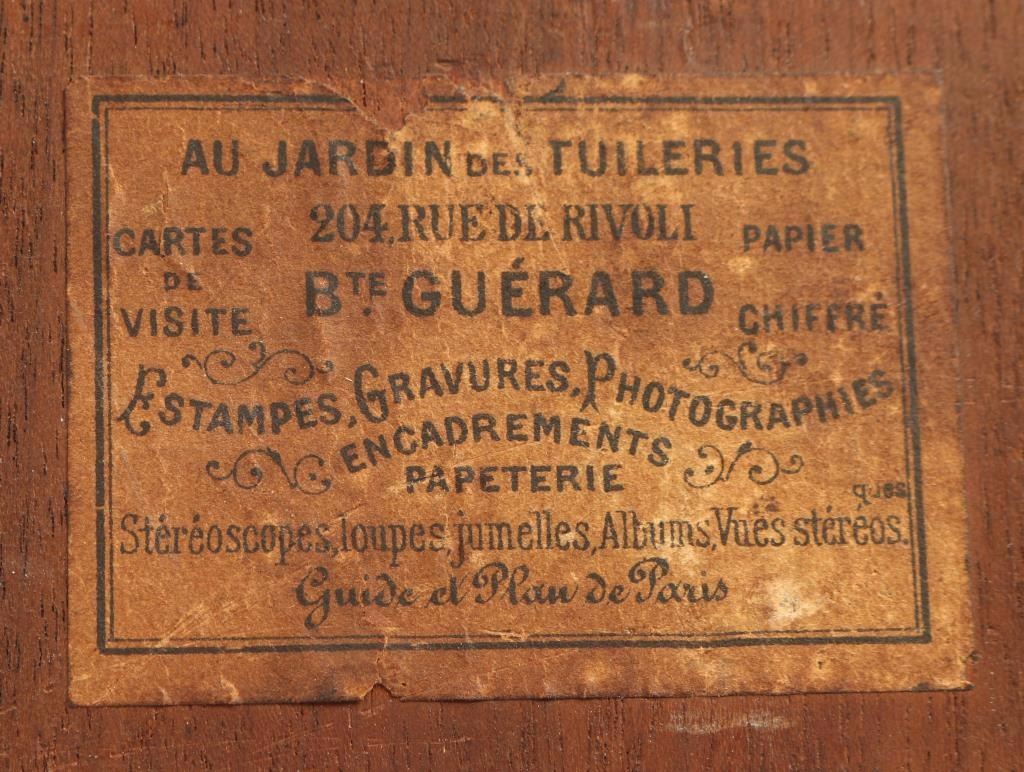 AU JARDIN DES TUILERIES
204, RUE DE RIVOLI
CARTES
DE
VISITE
BTE GUÉRARD
PAPIER
CHIFFRÉ
ESTAMPES, GRAVURES, PHOTOGRAPHIES
ENCADREMENTS
PAPETERIE
Stéréoscopes, loupes, jumelles, Albums, Vues stéréos.ques
Guide et Plan de Paris